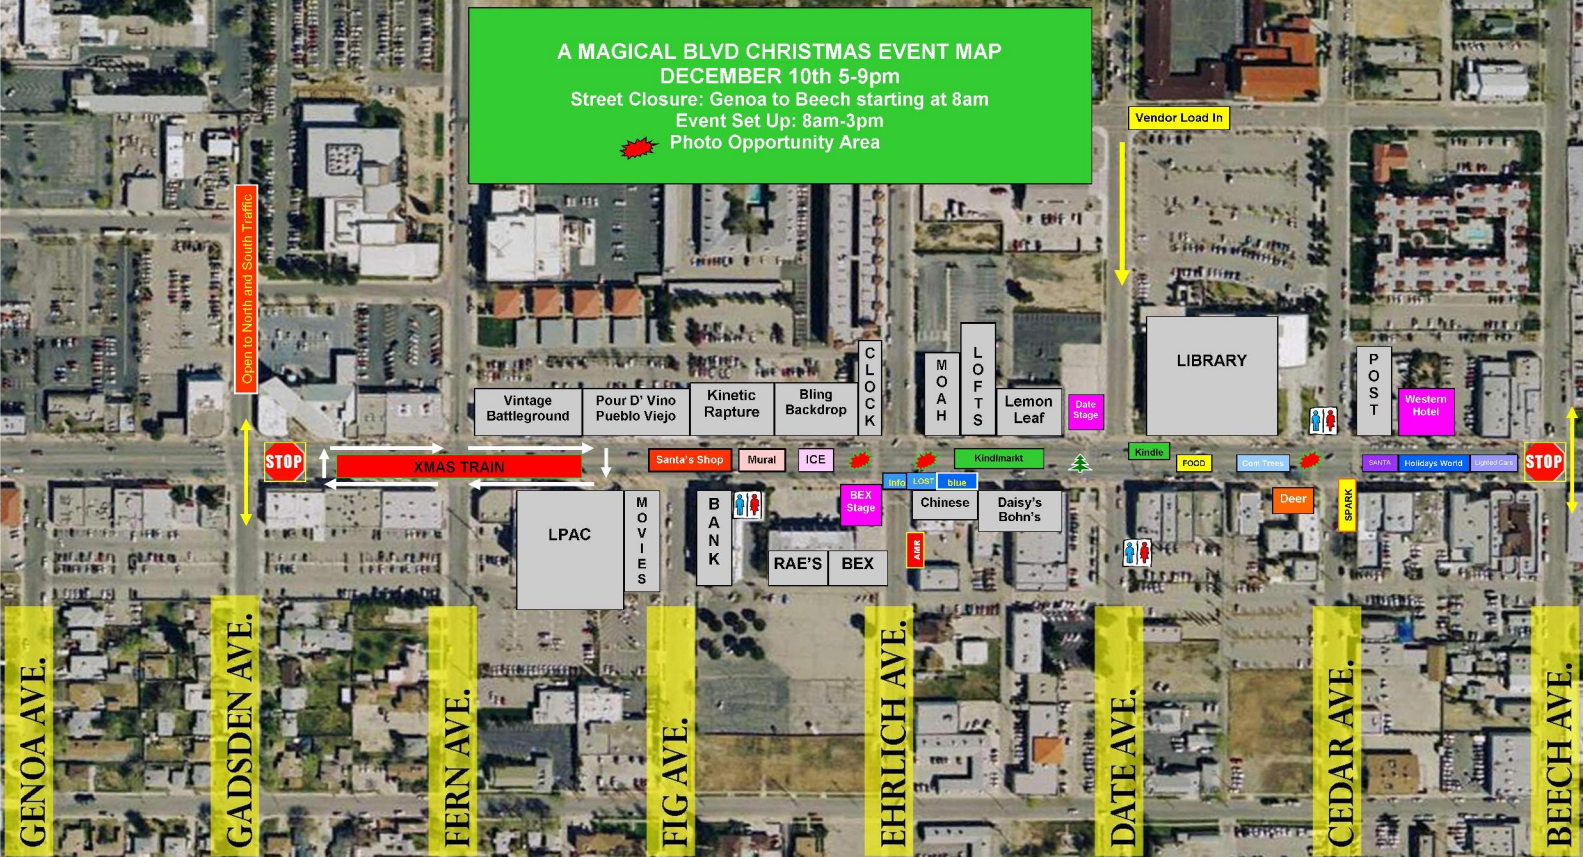 A MAGICAL BLVD CHRISTMAS EVENT MAP
DECEMBER 10th 5-9pm
Street Closure: Genoa to Beech starting at 8am
Event Set Up: 8am-3pm
Photo Opportunity Area
Vendor Load In
Open to North and South Traffic
Vintage
Battleground
Pour D' Vino
Pueblo Viejo
Kinetic
Rapture
Bling
Backdrop
CLOCK
MOAH
LOFTS
Lemon
Leaf
Date
Stage
LIBRARY
POST
Western
Hotel
STOP
XMAS TRAIN
Santa's Shop
Mural
ICE
Kindlmarkt
Kindle
FOOD
Com Trees
SANTA
Holidays World
Lighted Cars
STOP
Info
LOST
blue
LPAC
MOVIES
BANK
BEX
Stage
Chinese
Daisy's
Bohn's
Deer
SPARK
RAE'S
BEX
AMR
GENOA AVE.
GADSDEN AVE.
FERN AVE.
FIG AVE.
EHRLICH AVE.
DATE AVE.
CEDAR AVE.
BEECH AVE.